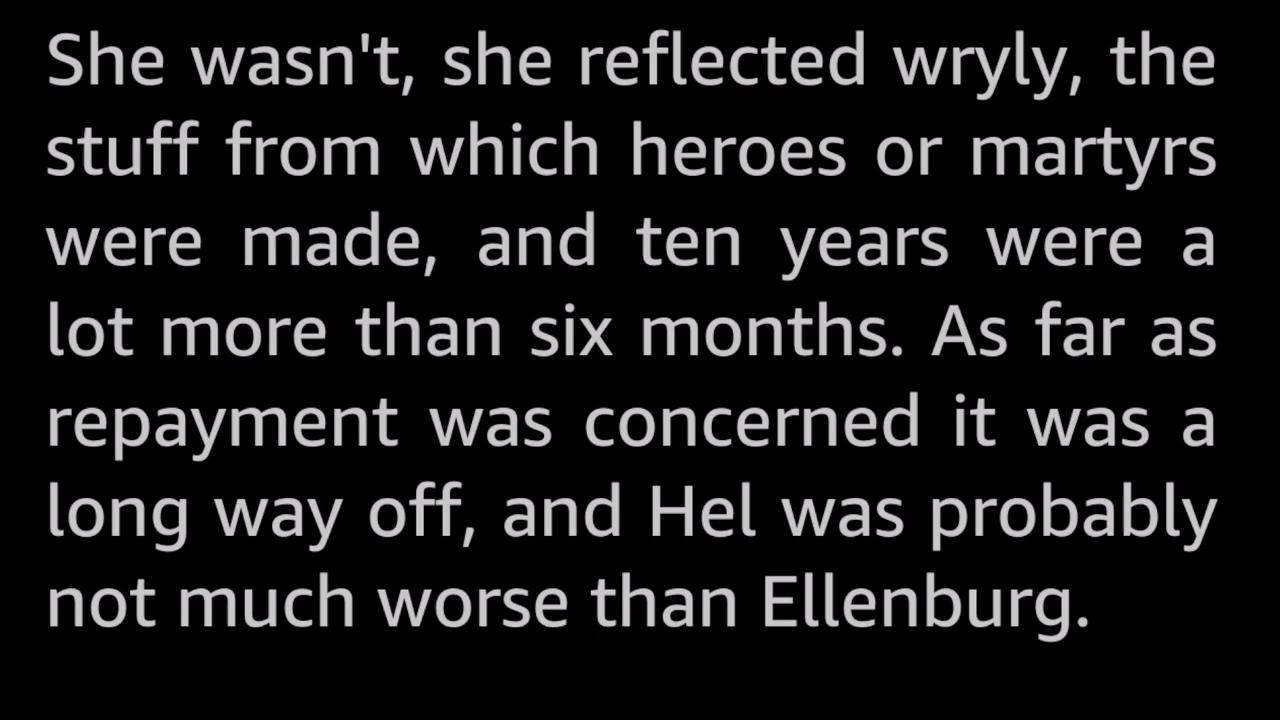 She wasn't, she reflected wryly, the
stuff from which heroes or martyrs
were made, and ten years were a
lot more than six months. As far as
repayment was concerned it was a
long way off, and Hel was probably
not much worse than Ellenburg.